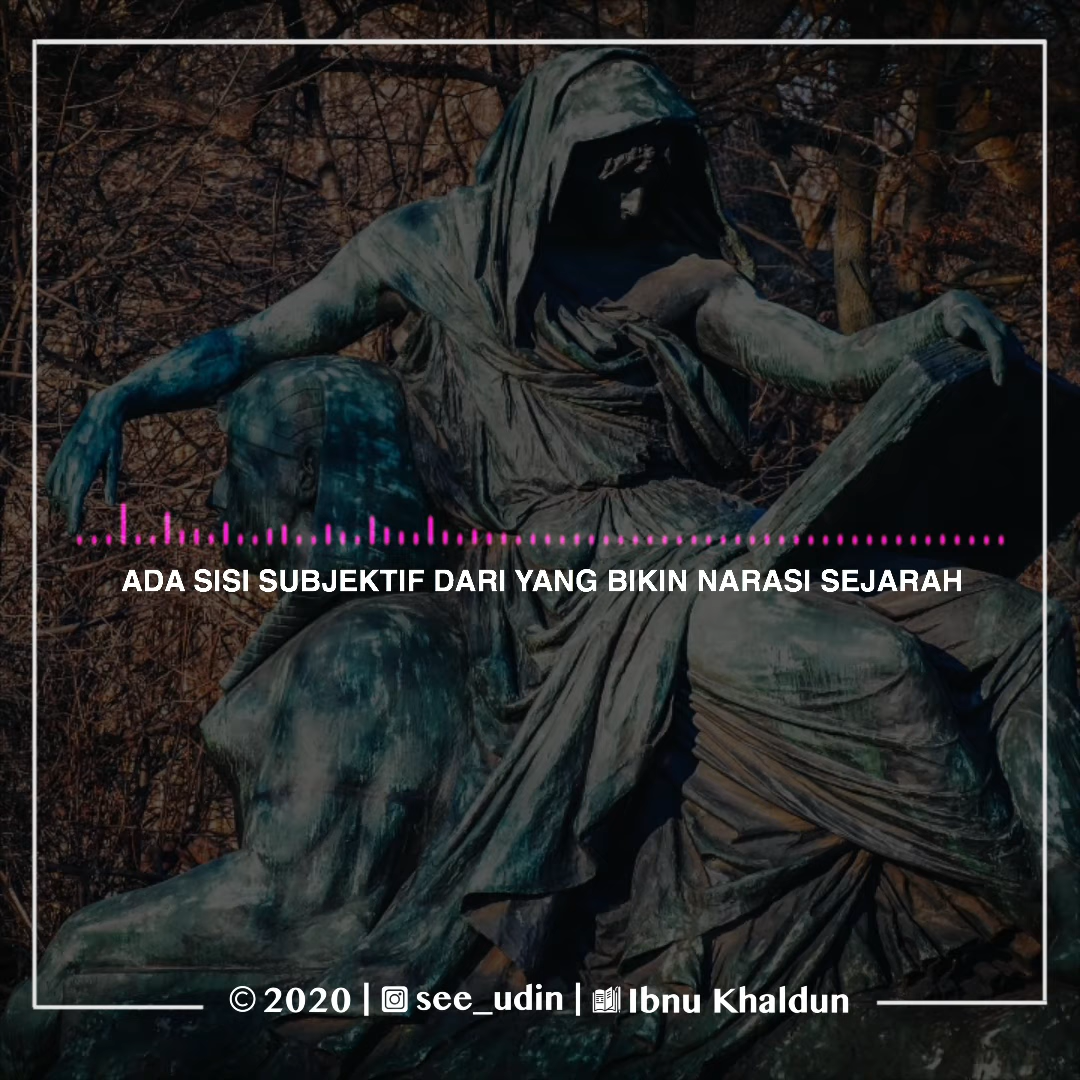 ADA SISI SUBJEKTIF DARI YANG BIKIN NARASI SEJARAH
© 2020 | see_udin | Ibnu Khaldun